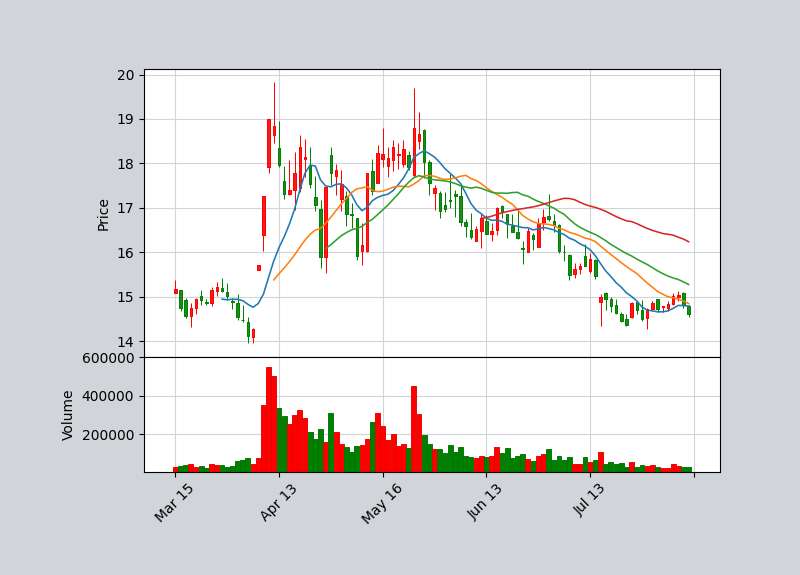 20
19
18
17
16
15
14
Price
600000
400000
200000
Volume
Mar 15
Apr 13
May 16
Jun 13
Jul 13